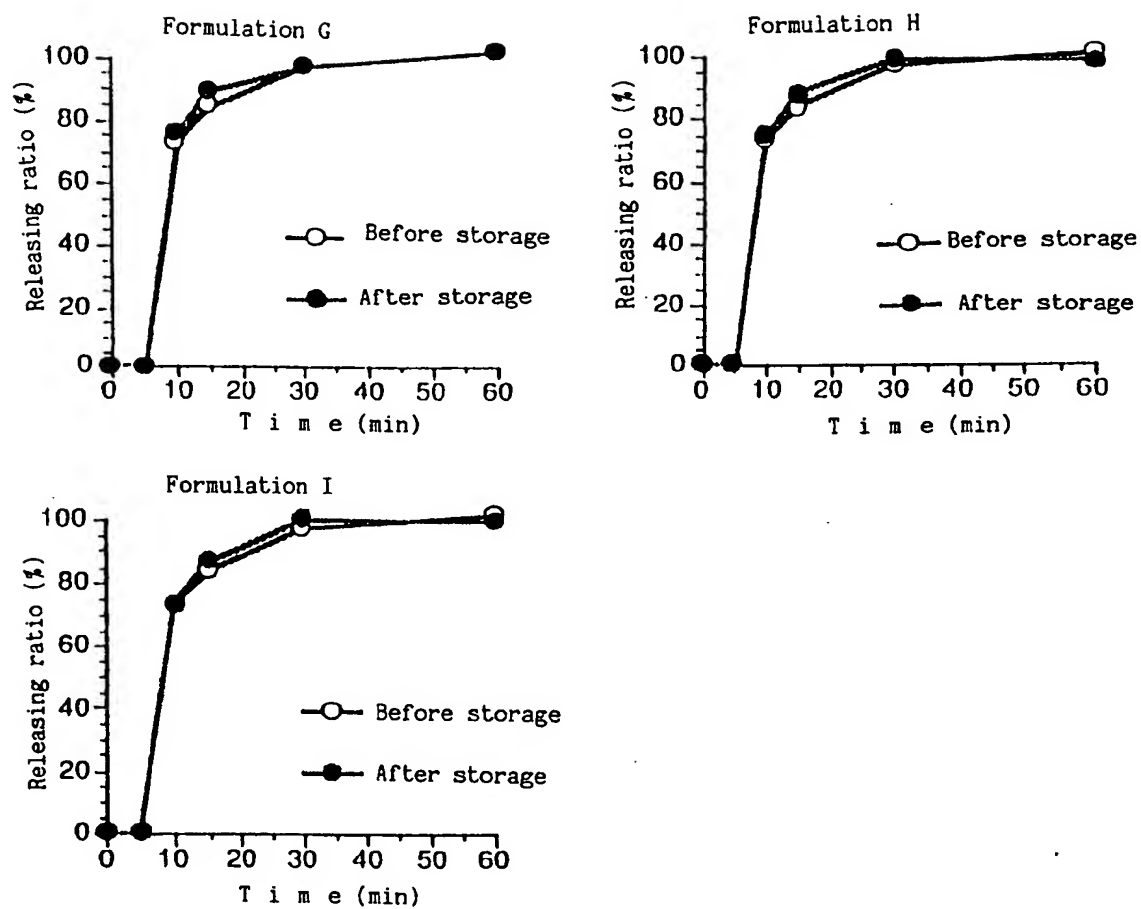 Formulation G
Releasing ratio (%)
100
80
60
40
20
0
Before storage
After storage
0 10 20 30 40 50 60
T i m e (min)
Formulation H
Releasing ratio (%)
100
80
60
40
20
0
Before storage
After storage
0 10 20 30 40 50 60
T i m e (min)
Formulation I
Releasing ratio (%)
100
80
60
40
20
0
Before storage
After storage
0 10 20 30 40 50 60
T i m e (min)